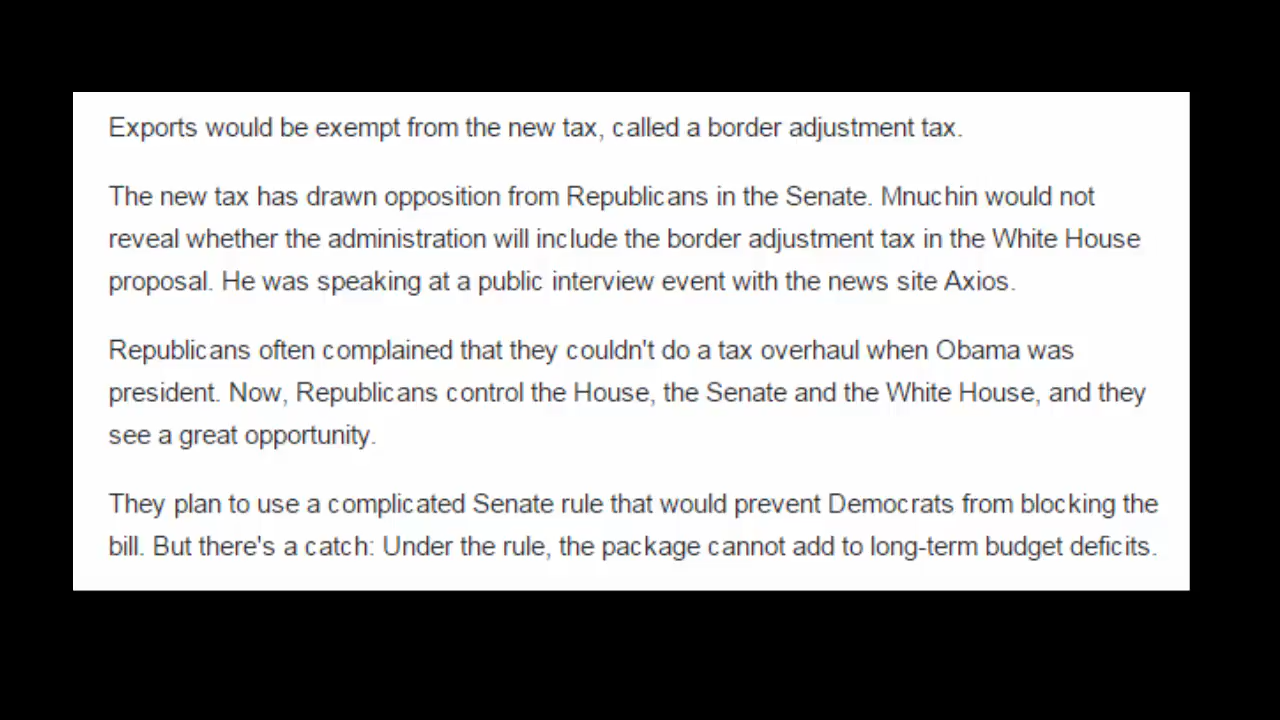 Exports would be exempt from the new tax, called a border adjustment tax.
The new tax has drawn opposition from Republicans in the Senate. Mnuchin would not
reveal whether the administration will include the border adjustment tax in the White House
proposal. He was speaking at a public interview event with the news site Axios.
Republicans often complained that they couldn't do a tax overhaul when Obama was
president. Now, Republicans control the House, the Senate and the White House, and they
see a great opportunity.
They plan to use a complicated Senate rule that would prevent Democrats from blocking the
bill. But there's a catch: Under the rule, the package cannot add to long-term budget deficits.